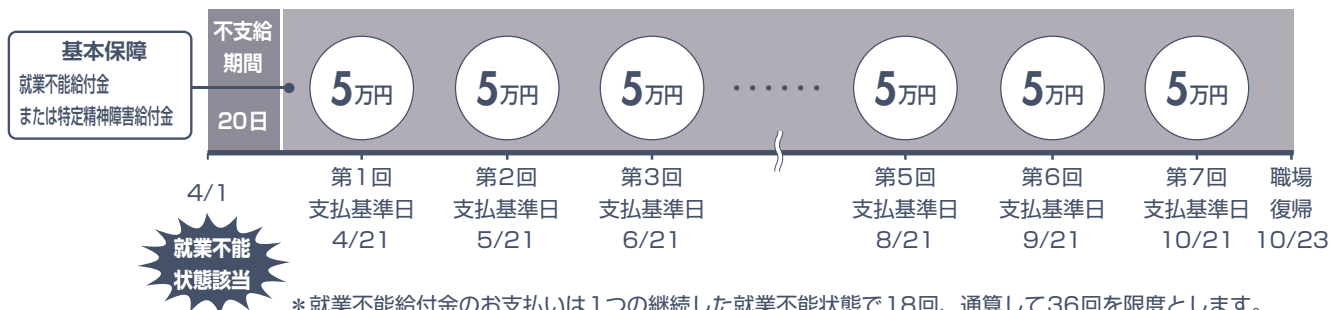 基本保障
就業不能給付金
または特定精神障害給付金
不支給
期間
20日
5万円
5万円
5万円
・・・・・・
5万円
5万円
5万円
4/1
就業不能
状態該当
第1回
支払基準日
4/21
第2回
支払基準日
5/21
第3回
支払基準日
6/21
第5回
支払基準日
8/21
第6回
支払基準日
9/21
第7回
支払基準日
10/21
職場
復帰
10/23
＊就業不能給付金のお支払いは1つの継続した就業不能状態で18回、通算して36回を限度とします。